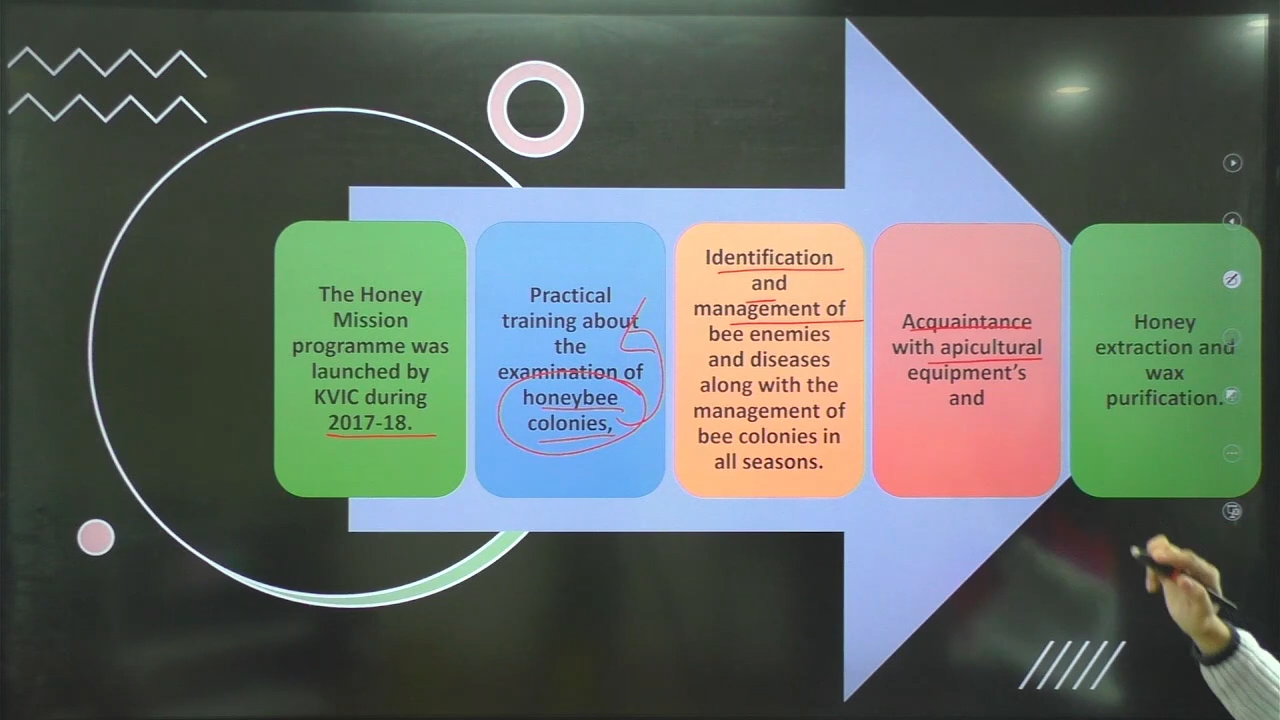 The Honey
Mission
programme was
launched by
KVIC during
2017-18.
Practical
training about
the
examination of
honeybee
colonies,
Identification
and
management of
bee enemies
and diseases
along with the
management of
bee colonies in
all seasons.
Acquaintance
with apicultural
equipment's
and
Honey
extraction and
wax
purification.